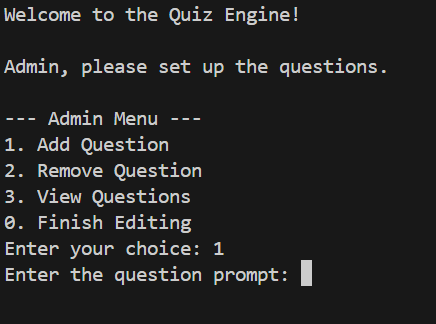 Welcome to the Quiz Engine!
Admin, please set up the questions.
--- Admin Menu ---
1. Add Question
2. Remove Question
3. View Questions
0. Finish Editing
Enter your choice: 1
Enter the question prompt: